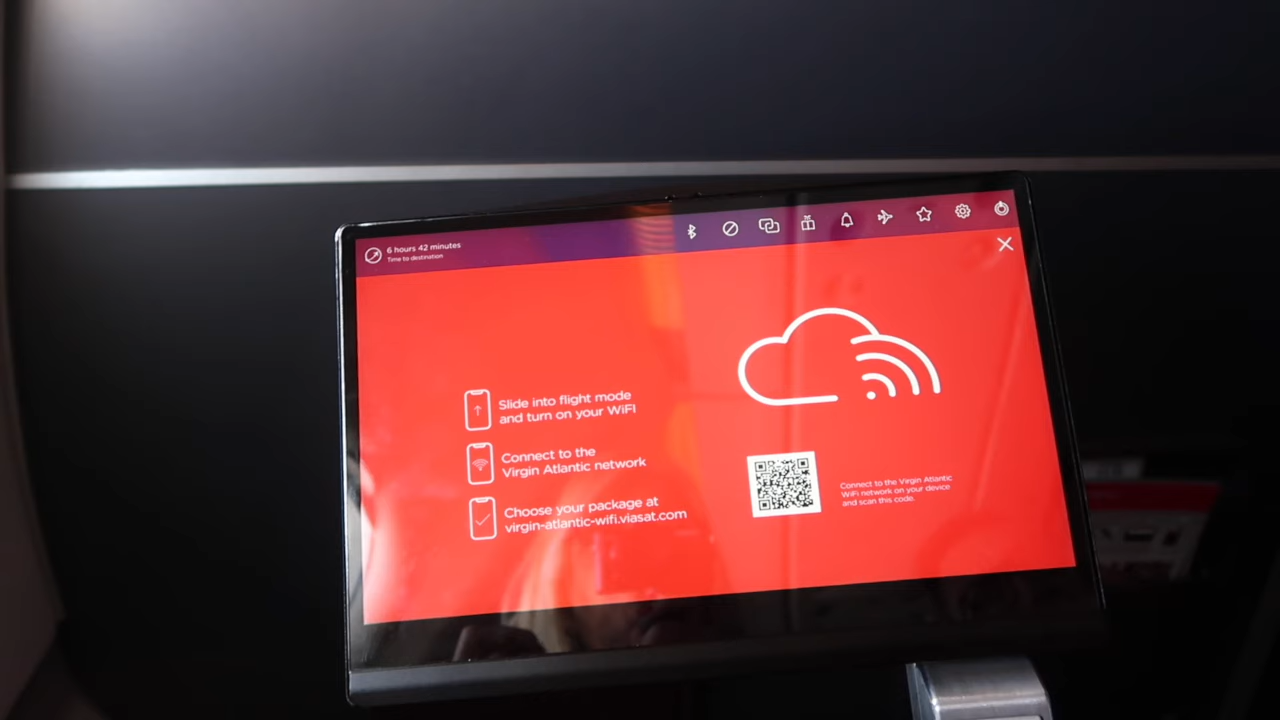 6 hours 42 minutes
Time to destination
Slide into flight mode
and turn on your WiFi
Connect to the
Virgin Atlantic network
Choose your package at
virgin-atlantic-wifi.viasat.com
Connect to the Virgin Atlantic
WiFi network on your device
and scan this code.